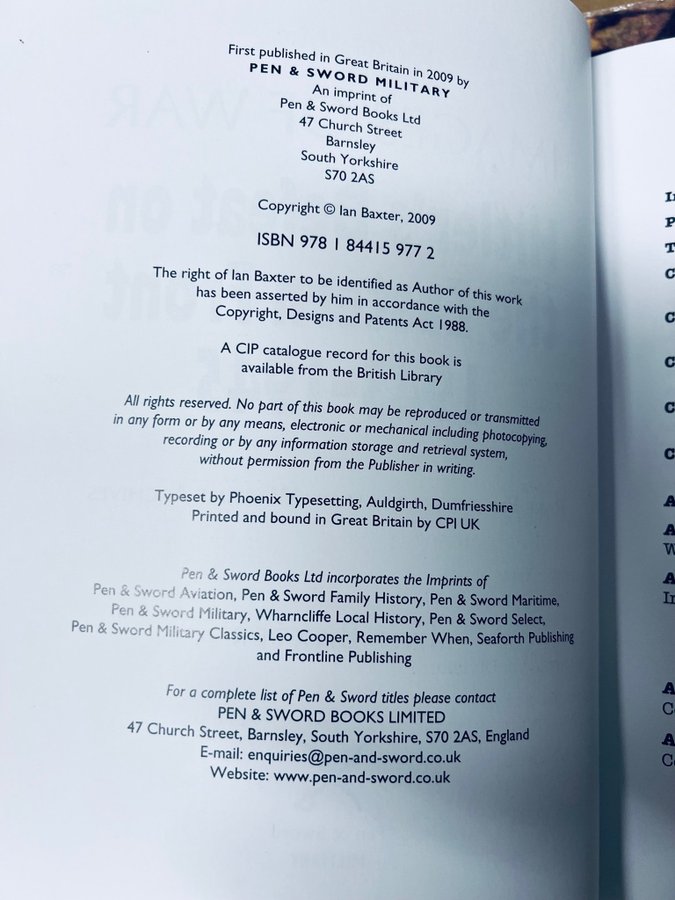 First published in Great Britain in 2009 by
PEN & SWORD MILITARY
An imprint of
Pen & Sword Books Ltd
47 Church Street
Barnsley
South Yorkshire
S70 2AS
Copyright © Ian Baxter, 2009
ISBN 978 1 84415 977 2
The right of Ian Baxter to be identified as Author of this work
has been asserted by him in accordance with the
Copyright, Designs and Patents Act 1988.
A CIP catalogue record for this book is
available from the British Library
All rights reserved. No part of this book may be reproduced or transmitted
in any form or by any means, electronic or mechanical including photocopying,
recording or by any information storage and retrieval system,
without permission from the Publisher in writing.
Typeset by Phoenix Typesetting, Auldgirth, Dumfriesshire
Printed and bound in Great Britain by CPI UK
Pen & Sword Books Ltd incorporates the Imprints of
Pen & Sword Aviation, Pen & Sword Family History, Pen & Sword Maritime,
Pen & Sword Military, Wharncliffe Local History, Pen & Sword Select,
Pen & Sword Military Classics, Leo Cooper, Remember When, Seaforth Publishing
and Frontline Publishing
For a complete list of Pen & Sword titles please contact
PEN & SWORD BOOKS LIMITED
47 Church Street, Barnsley, South Yorkshire, S70 2AS, England
E-mail: enquiries@pen-and-sword.co.uk
Website: www.pen-and-sword.co.uk